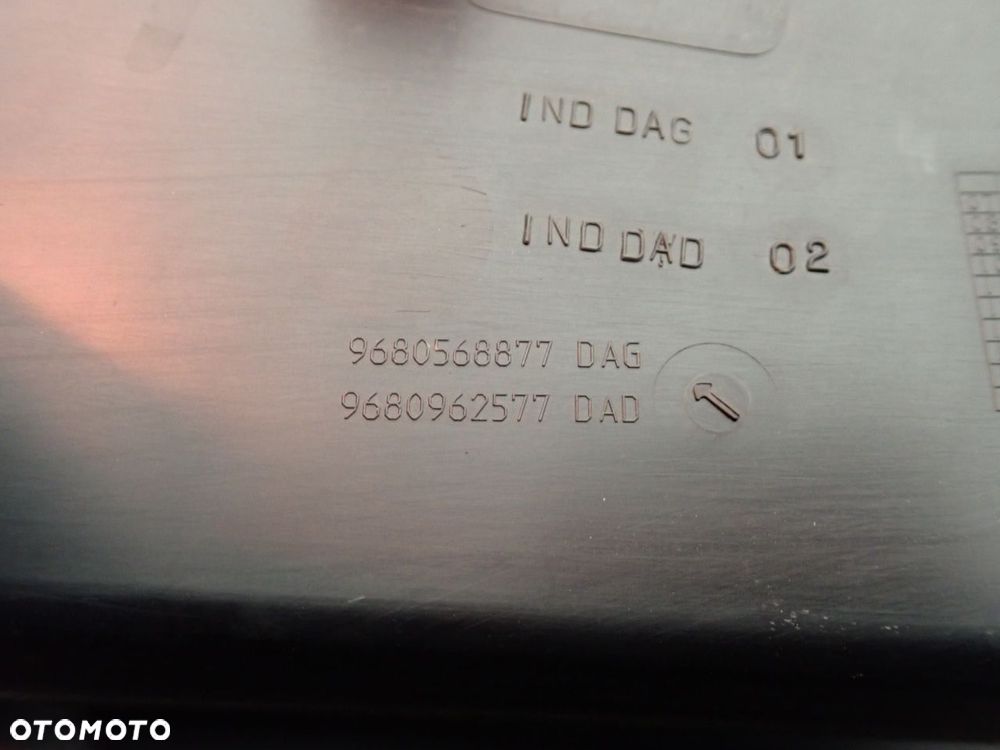 IND DAG 01
IND DAD 02
9680568877 DAG
9680962577 DAD
OTOMOTO